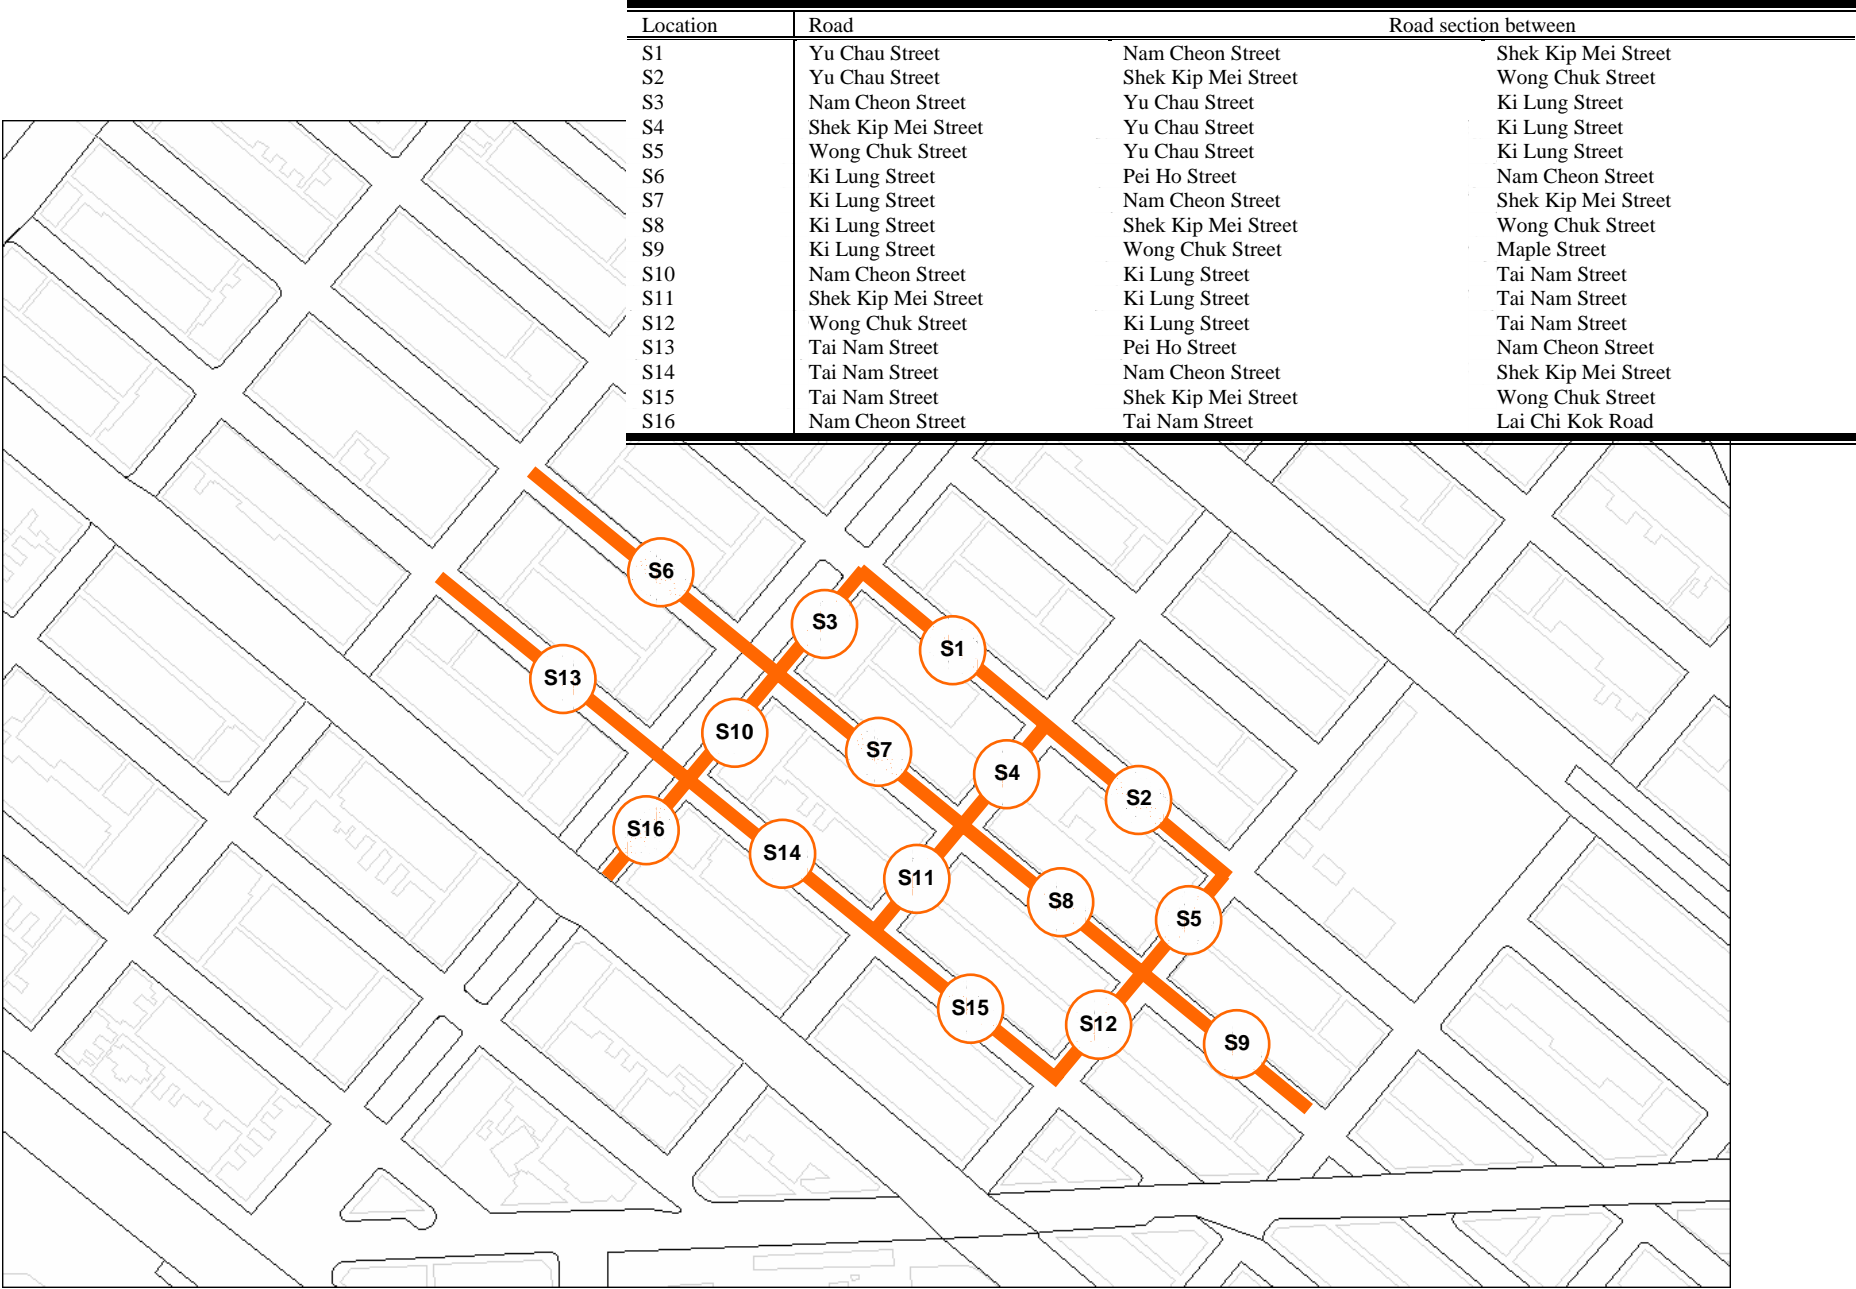 Location Road Road section between
S1 Yu Chau Street Nam Cheon Street Shek Kip Mei Street
S2 Yu Chau Street Shek Kip Mei Street Wong Chuk Street
S3 Nam Cheon Street Yu Chau Street Ki Lung Street
S4 Shek Kip Mei Street Yu Chau Street Ki Lung Street
S5 Wong Chuk Street Yu Chau Street Ki Lung Street
S6 Ki Lung Street Pei Ho Street Nam Cheon Street
S7 Ki Lung Street Nam Cheon Street Shek Kip Mei Street
S8 Ki Lung Street Shek Kip Mei Street Wong Chuk Street
S9 Ki Lung Street Wong Chuk Street Maple Street
S10 Nam Cheon Street Ki Lung Street Tai Nam Street
S11 Shek Kip Mei Street Ki Lung Street Tai Nam Street
S12 Wong Chuk Street Ki Lung Street Tai Nam Street
S13 Tai Nam Street Pei Ho Street Nam Cheon Street
S14 Tai Nam Street Nam Cheon Street Shek Kip Mei Street
S15 Tai Nam Street Shek Kip Mei Street Wong Chuk Street
S16 Nam Cheon Street Tai Nam Street Lai Chi Kok Road
S6
S3
S1
S13
S10
S7
S4
S2
S16
S14
S11
S8
S5
S15
S12
S9